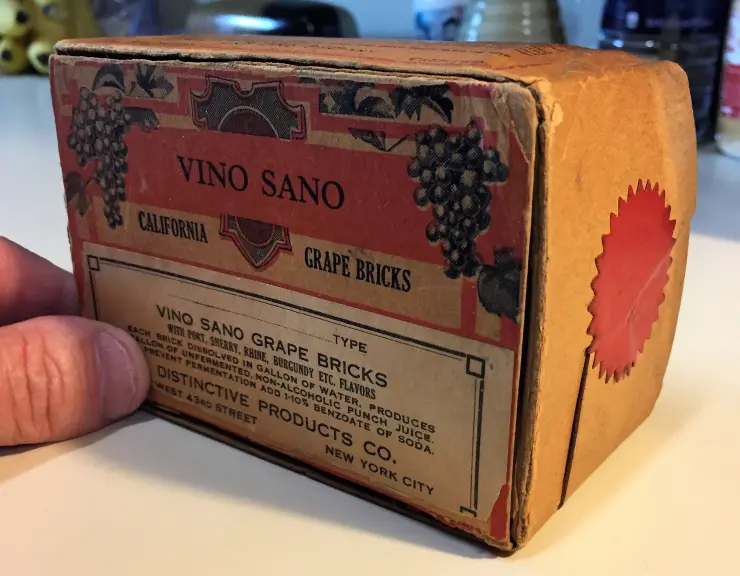 VINO SANO
CALIFORNIA
GRAPE BRICKS
TYPE
VINO SANO GRAPE BRICKS
WITH PORT, SHERRY, RHINE, BURGUNDY ETC. FLAVORS
EACH BRICK DISSOLVED IN GALLON OF WATER, PRODUCES
GALLON OF UNFERMENTED, NON-ALCOHOLIC PUNCH JUICE.
PREVENT FERMENTATION ADD 1-10% BENZOATE OF SODA.
DISTINCTIVE PRODUCTS CO.
WEST 43RD STREET
NEW YORK CITY